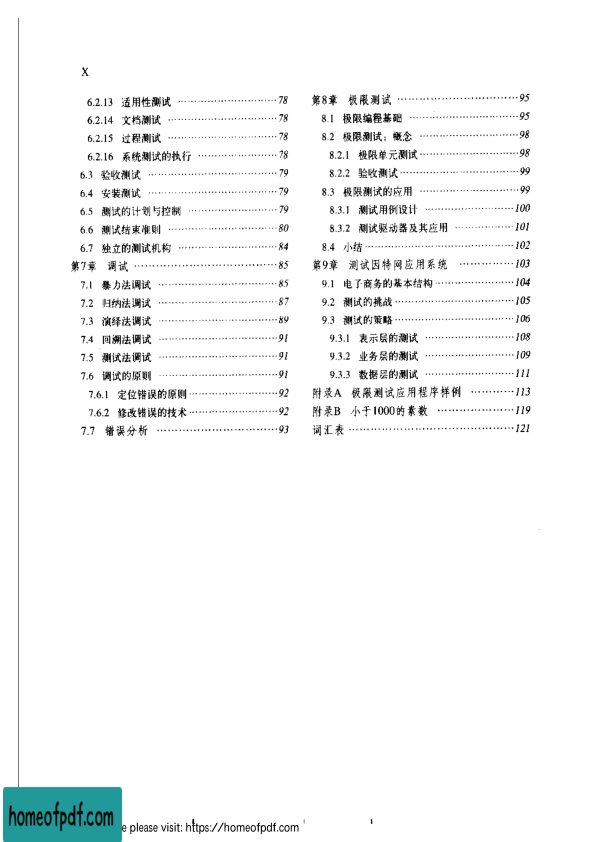 X
6.2.13 适用性测试 ……………………… 78
6.2.14 文档测试 ……………………… 78
6.2.15 过程测试 ……………………… 78
6.2.16 系统测试的执行 ……………………… 78
6.3 验收测试 ……………………… 79
6.4 安装测试 ……………………… 79
6.5 测试的计划与控制 ……………………… 79
6.6 测试结束准则 ……………………… 80
6.7 独立的测试机构 ……………………… 84
第7章 调试 ……………………… 85
7.1 暴力法调试 ……………………… 85
7.2 归纳法调试 ……………………… 87
7.3 演绎法调试 ……………………… 89
7.4 回溯法调试 ……………………… 91
7.5 测试法调试 ……………………… 91
7.6 调试的原则 ……………………… 91
7.6.1 定位错误的原则 ……………………… 92
7.6.2 修改错误的技术 ……………………… 92
7.7 错误分析 ……………………… 93
第8章 极限测试 ……………………… 95
8.1 极限编程基础 ……………………… 95
8.2 极限测试：概念 ……………………… 98
8.2.1 极限单元测试 ……………………… 98
8.2.2 验收测试 ……………………… 99
8.3 极限测试的应用 ……………………… 99
8.3.1 测试用例设计 ……………………… 100
8.3.2 测试驱动器及其应用 ……………………… 101
8.4 小结 ……………………… 102
第9章 测试因特网应用系统 ……………………… 103
9.1 电子商务的基本结构 ……………………… 104
9.2 测试的挑战 ……………………… 105
9.3 测试的策略 ……………………… 106
9.3.1 表示层的测试 ……………………… 108
9.3.2 业务层的测试 ……………………… 109
9.3.3 数据层的测试 ……………………… 111
附录A 极限测试应用程序样例 ……………………… 113
附录B 小于1000的素数 ……………………… 119
词汇表 ……………………… 121
homeofpdf.com
e please visit: https://homeofpdf.com